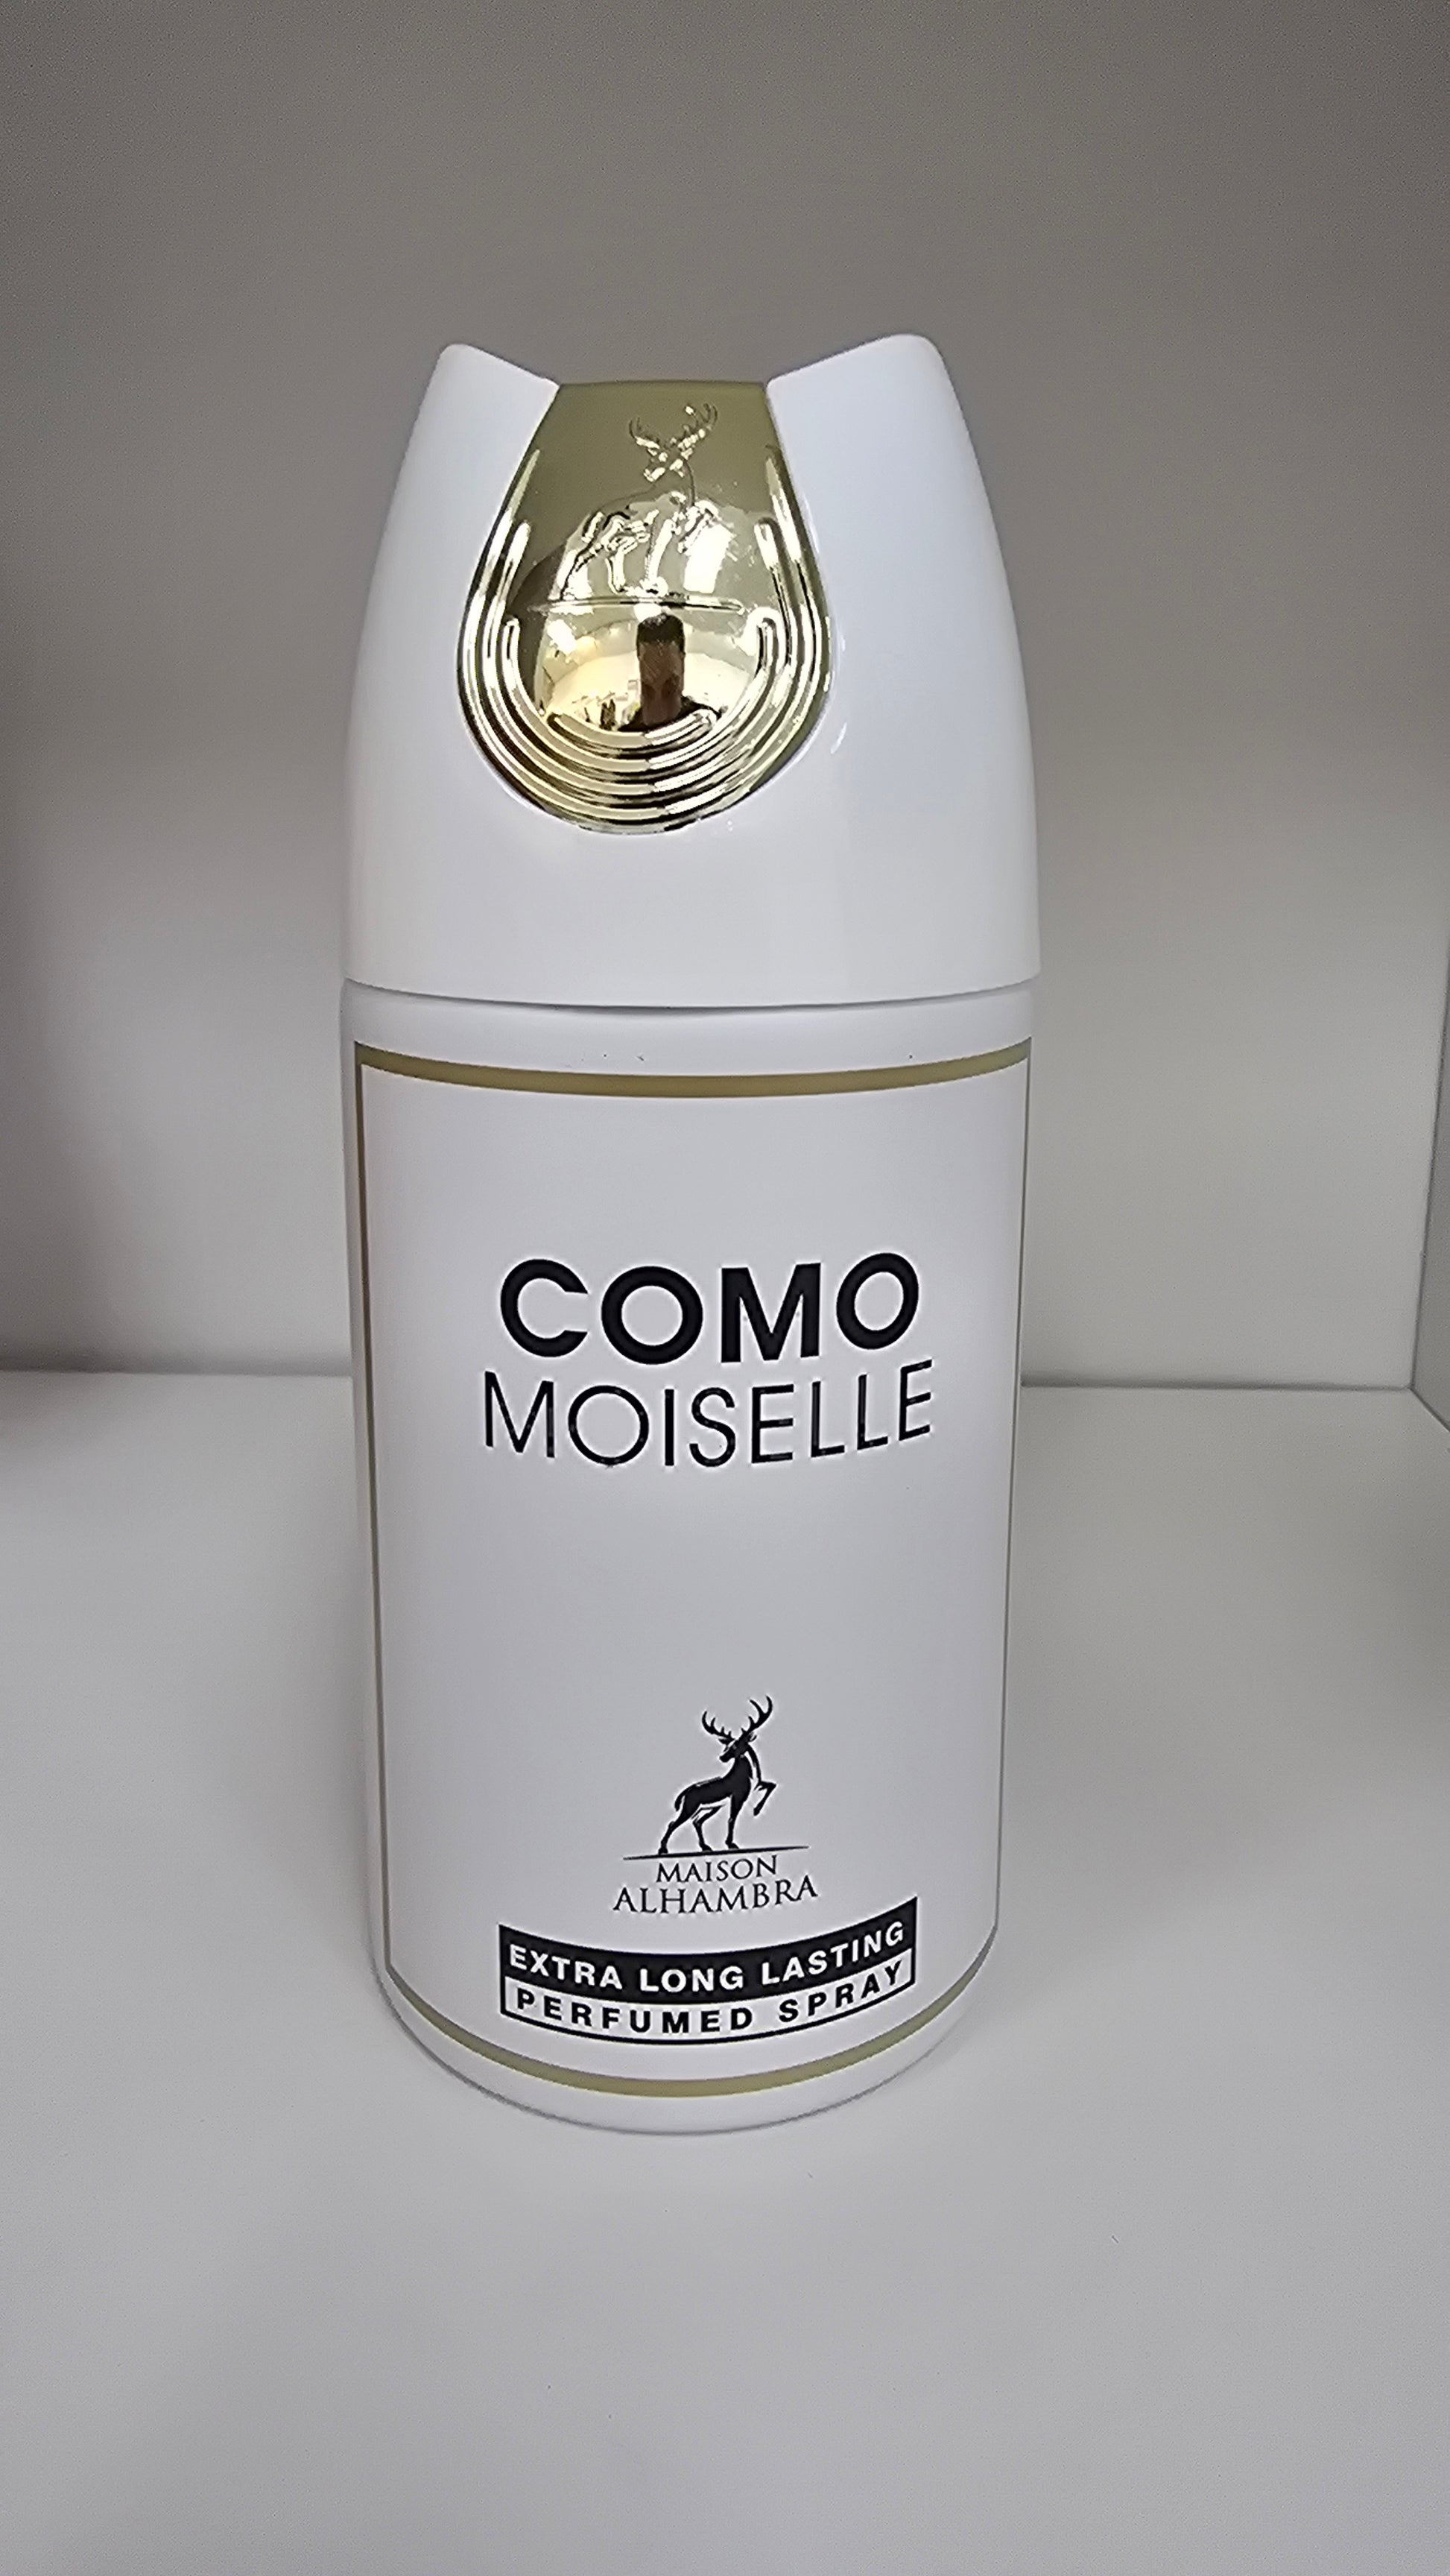 COMO
MOISELLE
MAISON
ALHAMBRA
EXTRA LONG LASTING
PERFUMED SPRAY